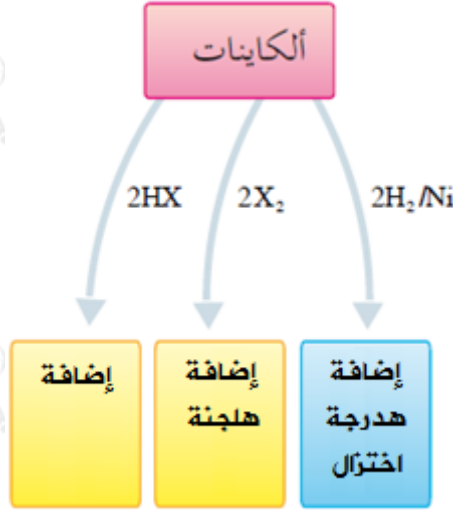 ألكاينات
2H₂/Ni
2X₂
2HX
إضافة
هدرجة
اختزال
إضافة
هلجنة
إضافة